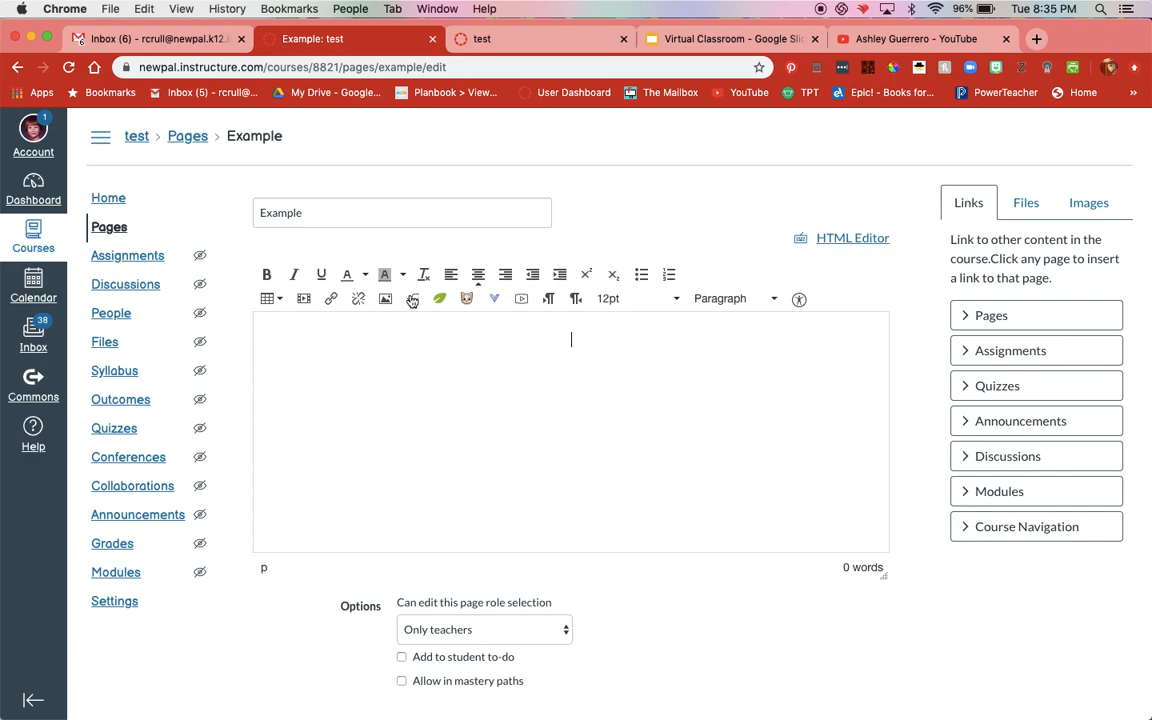 Chrome File Edit View History Bookmarks People Tab Window Help 96% Tue 8:35 PM
Inbox (6) - rcrull@newpal.k12.i
Example: test
test
Virtual Classroom - Google Slic
Ashley Guerrero - YouTube
newpal.instructure.com/courses/8821/pages/example/edit
Apps Bookmarks Inbox (5) - rcrull@... My Drive - Google... Planbook > View... User Dashboard The Mailbox YouTube TPT Epic! - Books for... PowerTeacher Home »
1
Account
Dashboard
Courses
Calendar
38
Inbox
Commons
Help
test › Pages › Example
Home
Pages
Assignments
Discussions
People
Files
Syllabus
Outcomes
Quizzes
Conferences
Collaborations
Announcements
Grades
Modules
Settings
Example
HTML Editor
12pt Paragraph
p 0 words
Options Can edit this page role selection
Only teachers
Add to student to-do
Allow in mastery paths
Links Files Images
Link to other content in the
course.Click any page to insert
a link to that page.
Pages
Assignments
Quizzes
Announcements
Discussions
Modules
Course Navigation